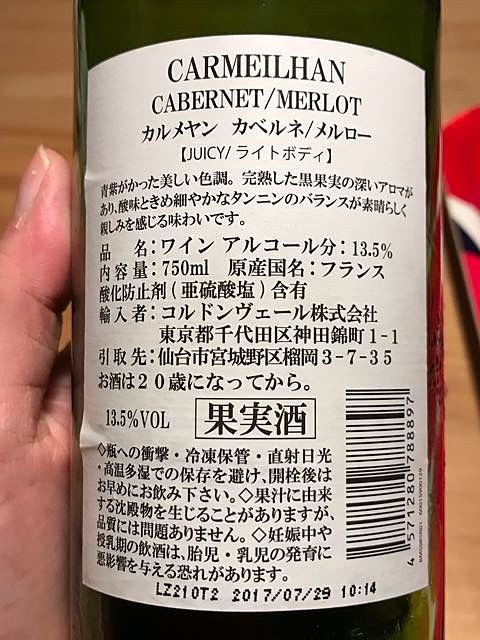 CARMEILHAN
CABERNET/MERLOT
カルメヤン カベルネ/メルロー
【JUICY/ライトボディ】
青紫がかった美しい色調。完熟した黒果実の深いアロマが
あり、酸味ときめ細やかなタンニンのバランスが素晴らしく
親しみを感じる味わいです。
品 名：ワイン アルコール分：13.5%
内 容 量：750ml 原産国名：フランス
酸化防止剤(亜硫酸塩)含有
輸 入 者：コルドンヴェール株式会社
東京都千代田区神田錦町1-1
引 取 先：仙台市宮城野区榴岡3-7-35
お酒は20歳になってから。
13.5%VOL 果実酒
◇瓶への衝撃・冷凍保管・直射日光
・高温多湿での保存を避け、開栓後は
お早めにお飲み下さい。◇果汁に由来
する沈殿物を生じることがありますが、
品質には問題ありません。◇妊娠中や
授乳期の飲酒は、胎児・乳児の発育に
悪影響を与える恐れがあります。
4571280788897
LZ210T2 2017/07/29 10:14